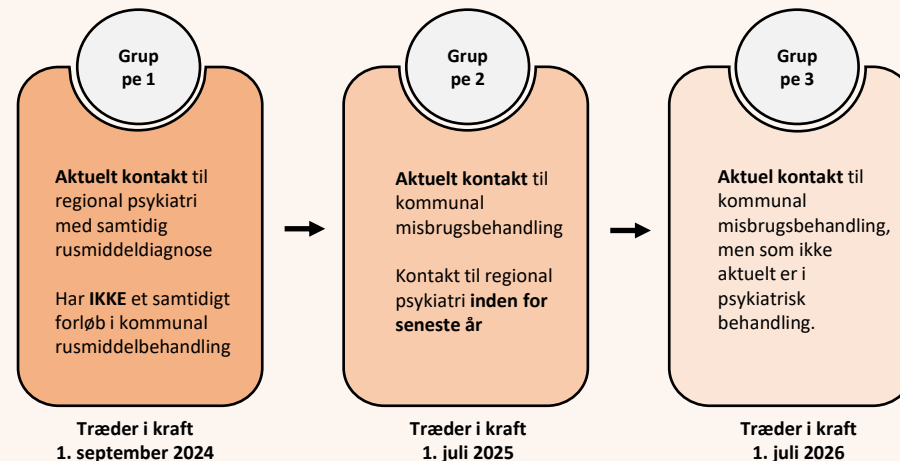 Grup
pe 1
Aktuelt kontakt til
regional psykiatri
med samtidig
rusmiddeldiagnose
Har IKKE et samtidigt
forløb i kommunal
rusmiddelbehandling
Træder i kraft
1. september 2024
Grup
pe 2
Aktuelt kontakt til
kommunal
misbrugsbehandling
Kontakt til regional
psykiatri inden for
seneste år
Træder i kraft
1. juli 2025
Grup
pe 3
Aktuel kontakt til
kommunal
misbrugsbehandling,
men som ikke
aktuelt er i
psykiatrisk
behandling.
Træder i kraft
1. juli 2026